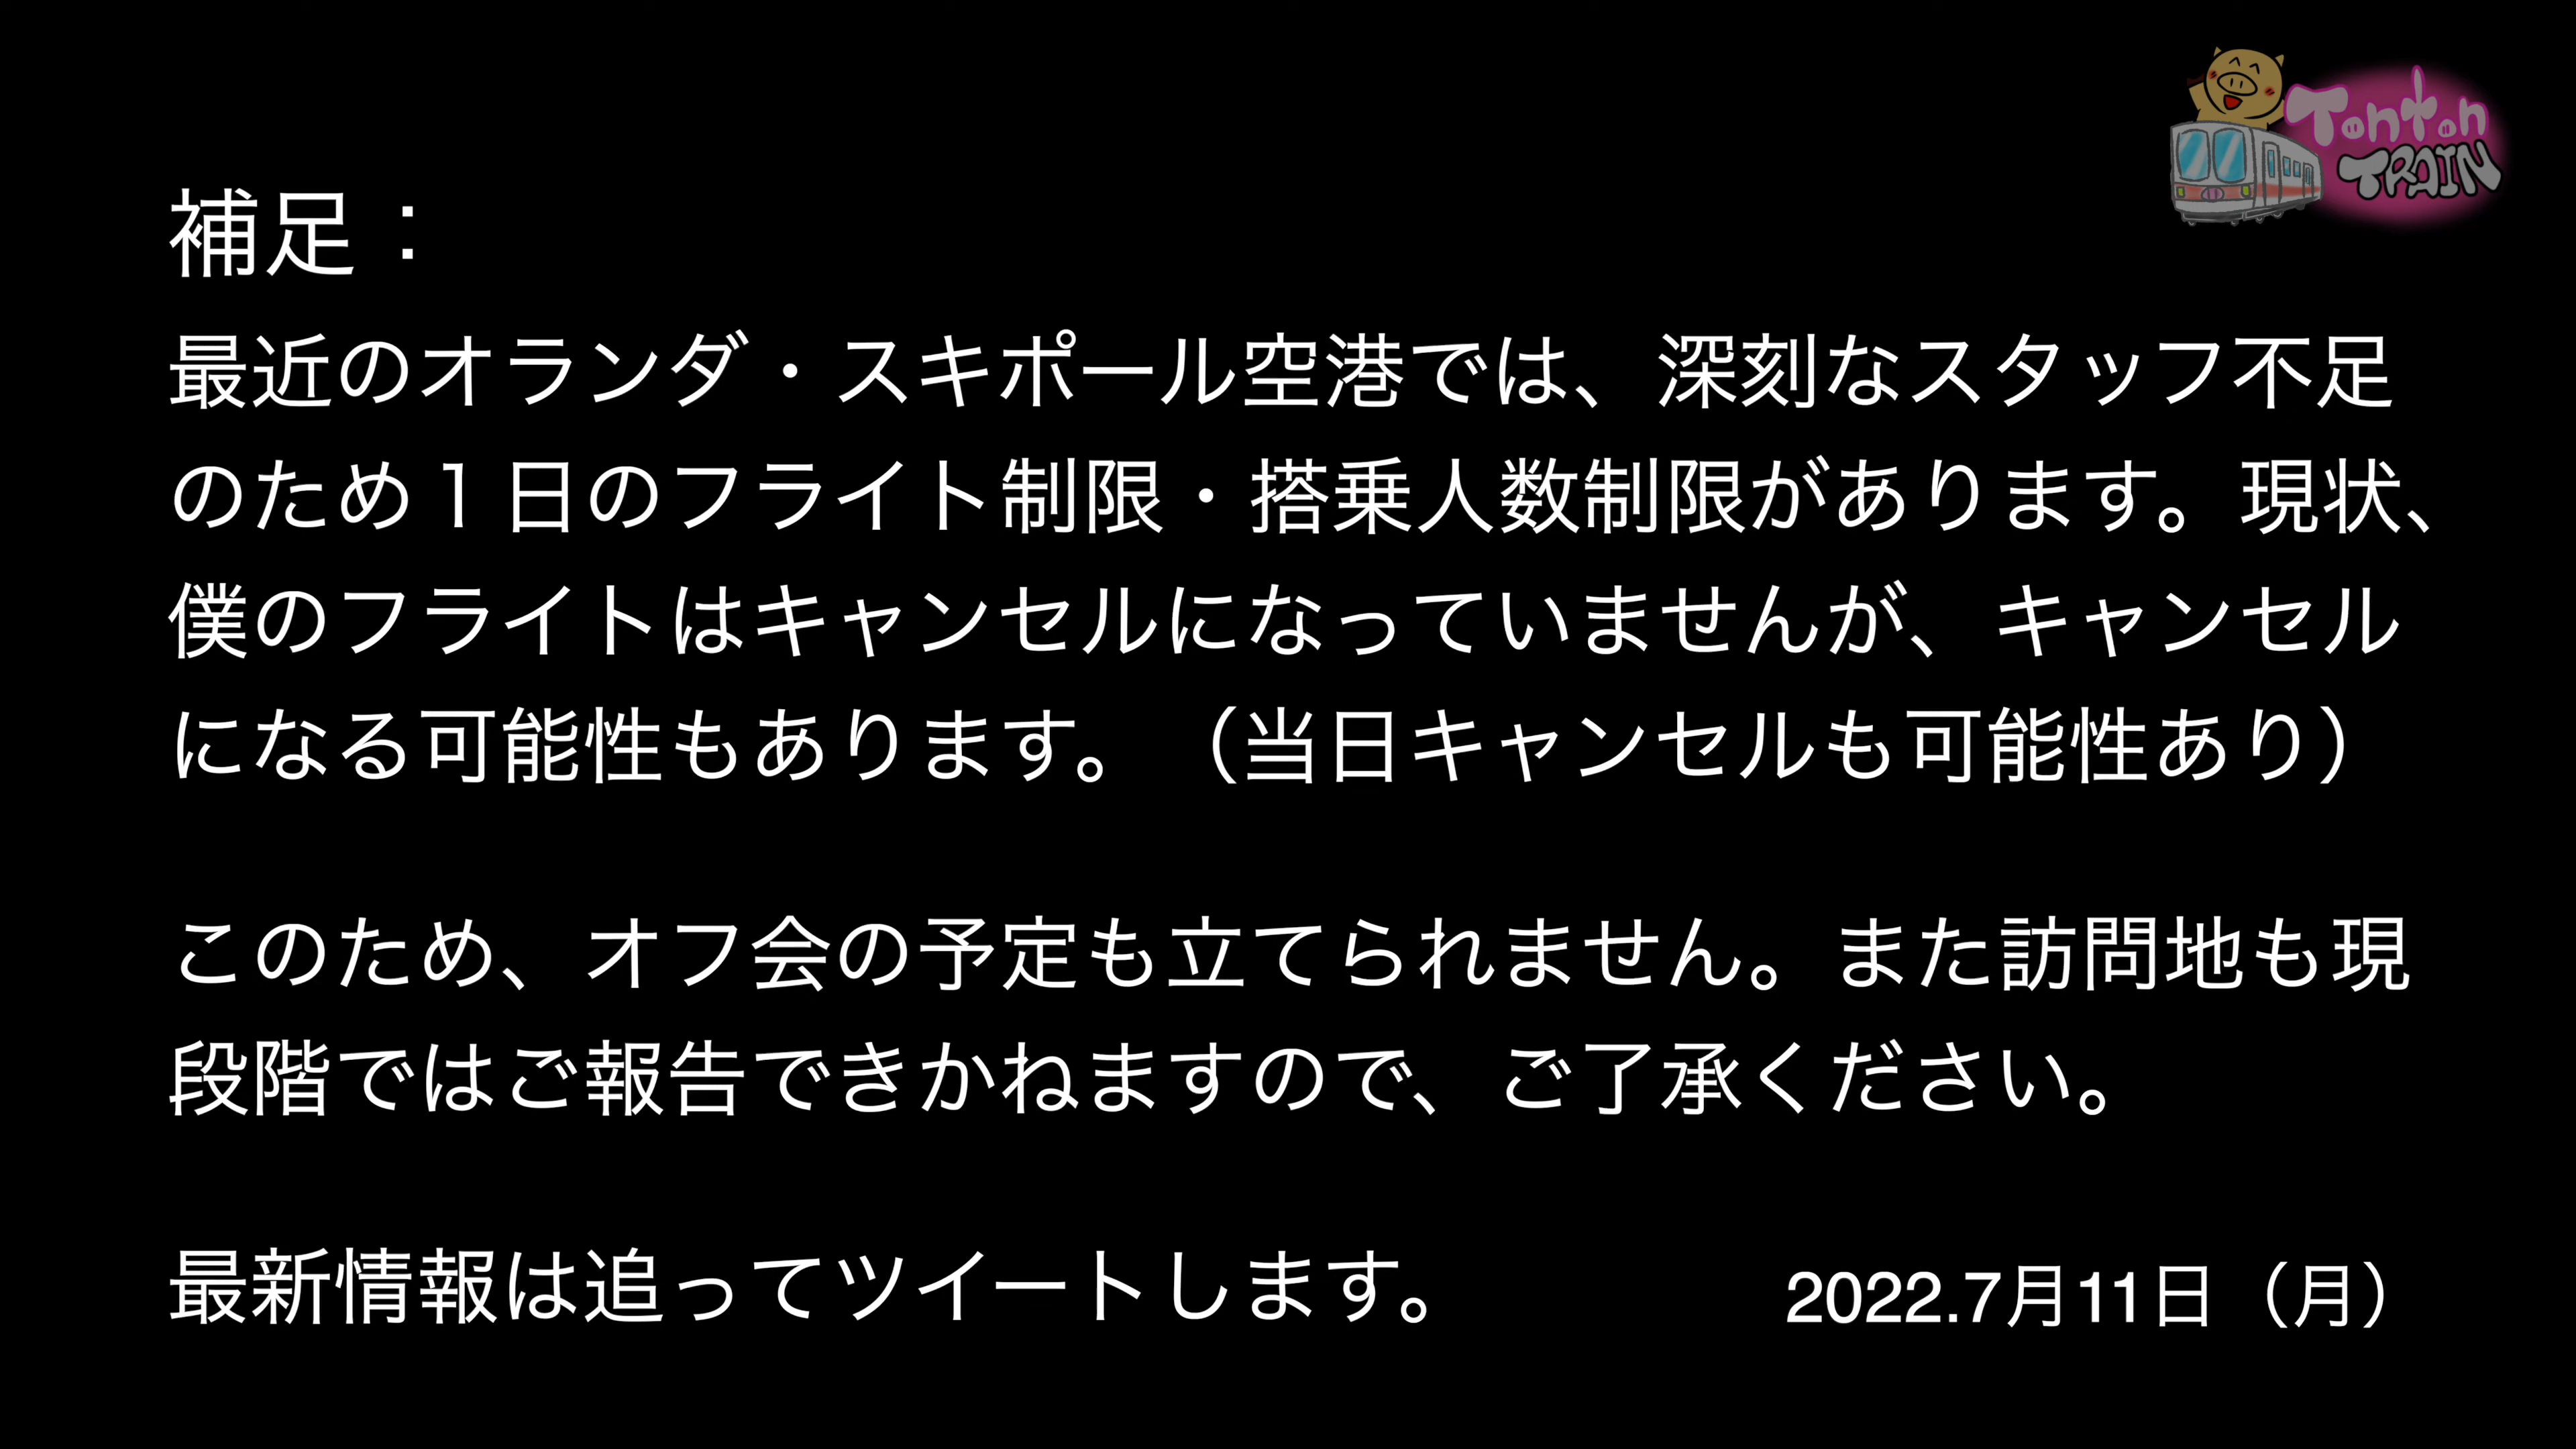 Tonton
TRAIN
補足：
最近のオランダ・スキポール空港では、深刻なスタッフ不足
のため１日のフライト制限・搭乗人数制限があります。現状、
僕のフライトはキャンセルになっていませんが、キャンセル
になる可能性もあります。（当日キャンセルも可能性あり）
このため、オフ会の予定も立てられません。また訪問地も現
段階ではご報告できかねますので、ご了承ください。
最新情報は追ってツイートします。 2022.7月11日（月）